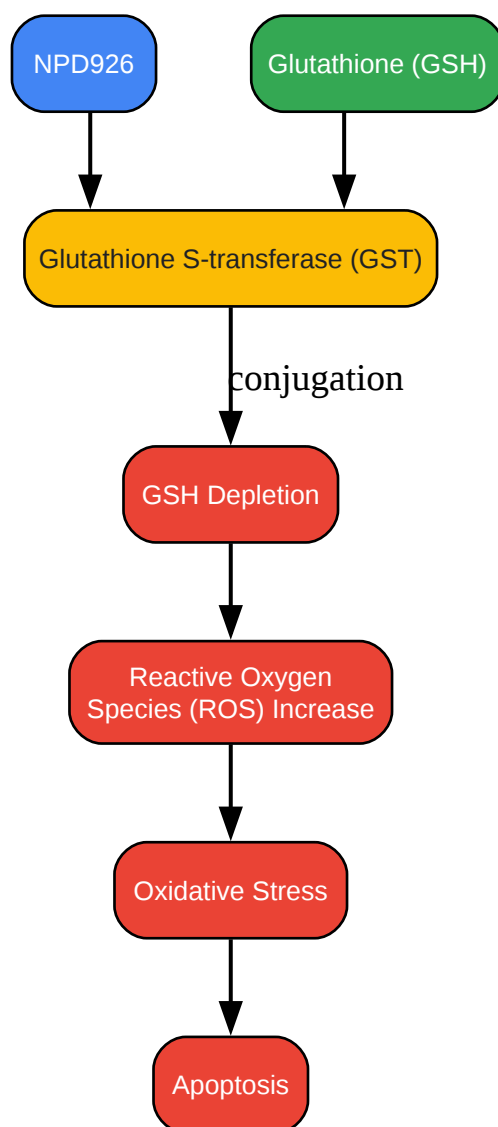 NPD926
Glutathione (GSH)
Glutathione S-transferase (GST)
conjugation
GSH Depletion
Reactive Oxygen
Species (ROS) Increase
Oxidative Stress
Apoptosis